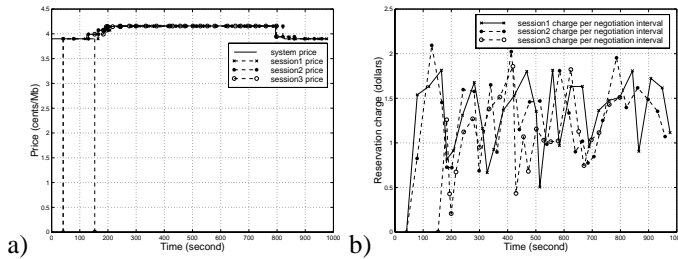 4.5
4
3.5
3
2.5
2
1.5
1
0.5
0
Price (cents/Mb)
system price
session1 price
session2 price
session3 price
0 100 200 300 400 500 600 700 800 900 1000
Time (second)
a)
2.5
2
1.5
1
0.5
0
Reservation charge (dollars)
session1 charge per negotiation interval
session2 charge per negotiation interval
session3 charge per negotiation interval
0 100 200 300 400 500 600 700 800 900 1000
Time (second)
b)